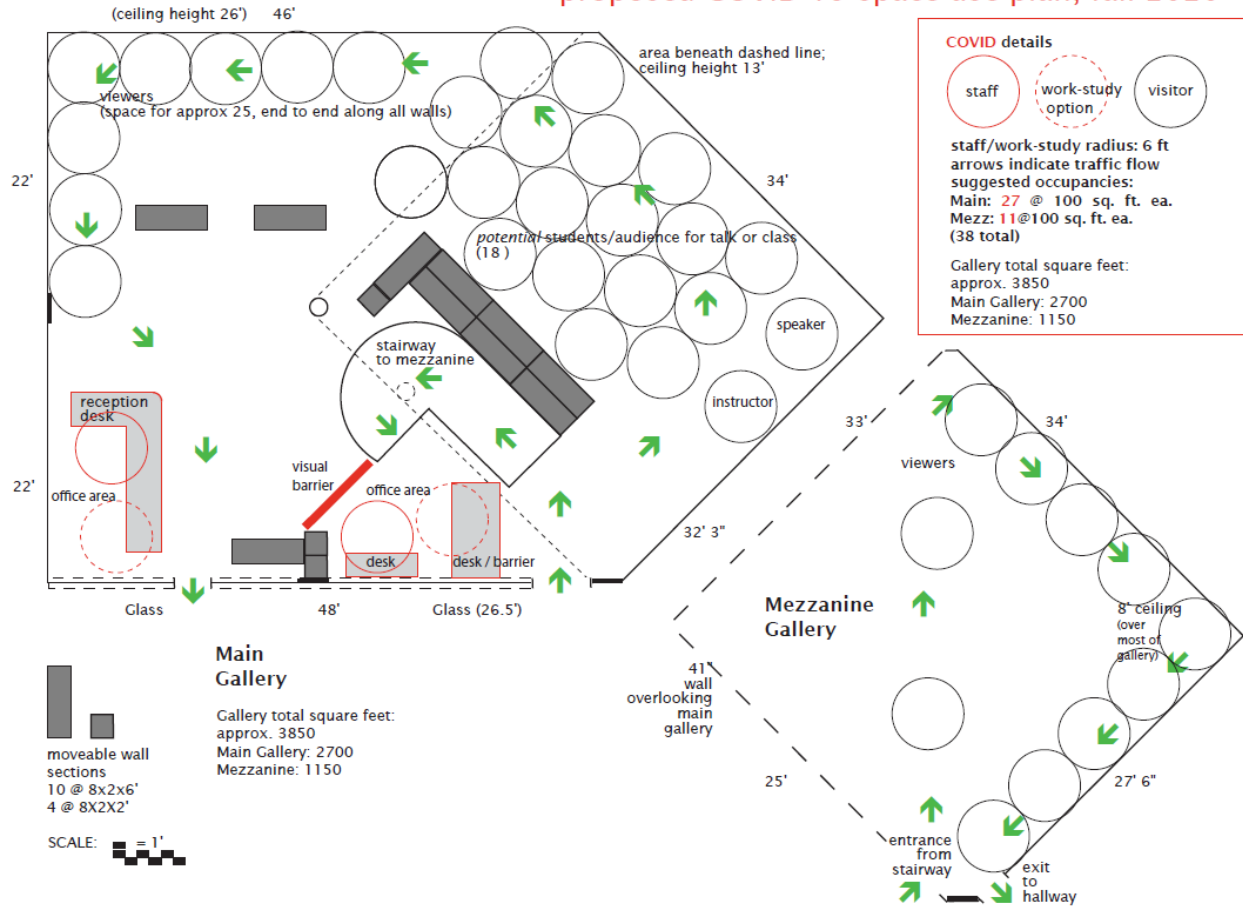 (ceiling height 26')
46'
area beneath dashed line;
ceiling height 13'
viewers
(space for approx 25, end to end along all walls)
22'
34'
potential students/audience for talk or class
(18 )
speaker
instructor
stairway
to mezzanine
reception
desk
office area
22'
visual
barrier
office area
desk
desk / barrier
32' 3"
Glass
48'
Glass (26.5')
COVID details
staff
work-study
option
visitor
staff/work-study radius: 6 ft
arrows indicate traffic flow
suggested occupancies:
Main: 27 @ 100 sq. ft. ea.
Mezz: 11@100 sq. ft. ea.
(38 total)
Gallery total square feet:
approx. 3850
Main Gallery: 2700
Mezzanine: 1150
33'
34'
viewers
Mezzanine
Gallery
8' ceiling
(over
most of
gallery)
41"
wall
overlooking
main
gallery
25'
27' 6"
entrance
from
stairway
exit
to
hallway
Main
Gallery
Gallery total square feet:
approx. 3850
Main Gallery: 2700
Mezzanine: 1150
moveable wall
sections
10 @ 8x2x6'
4 @ 8X2X2'
SCALE: = 1'